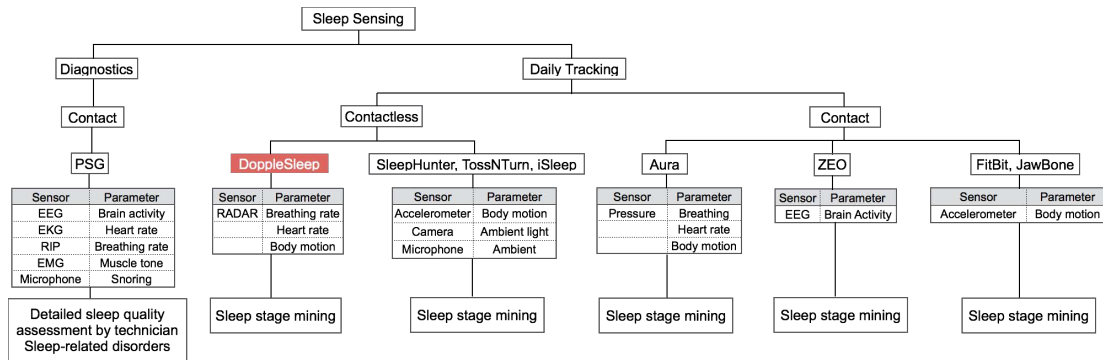 Sleep Sensing
Diagnostics
Daily Tracking
Contact
Contactless
Contact
PSG
DoppleSleep
SleepHunter, TossNTurn, iSleep
Aura
ZEO
FitBit, JawBone
Sensor Parameter
EEG Brain activity
EKG Heart rate
RIP Breathing rate
EMG Muscle tone
Microphone Snoring
Sensor Parameter
RADAR Breathing rate
Heart rate
Body motion
Sensor Parameter
Accelerometer Body motion
Camera Ambient light
Microphone Ambient
Sensor Parameter
Pressure Breathing
Heart rate
Body motion
Sensor Parameter
EEG Brain Activity
Sensor Parameter
Accelerometer Body motion
Detailed sleep quality
assessment by technician
Sleep-related disorders
Sleep stage mining
Sleep stage mining
Sleep stage mining
Sleep stage mining
Sleep stage mining